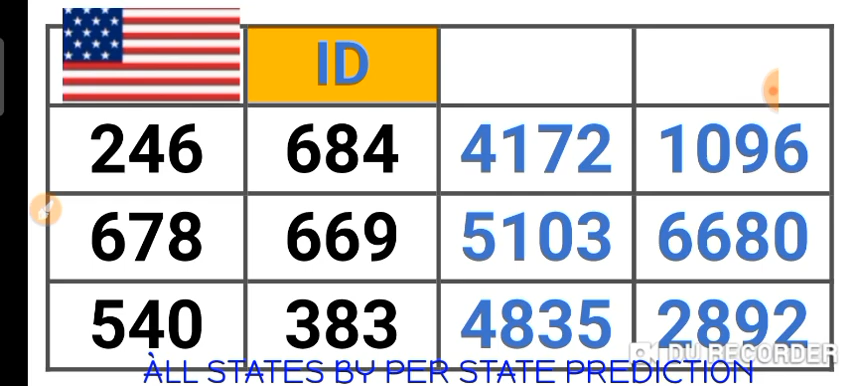 ID
246 684 4172 1096
678 669 5103 6680
540 383 4835 2892
DU RECORDER
ÀLL STATES BY PER STATE PREDICTION